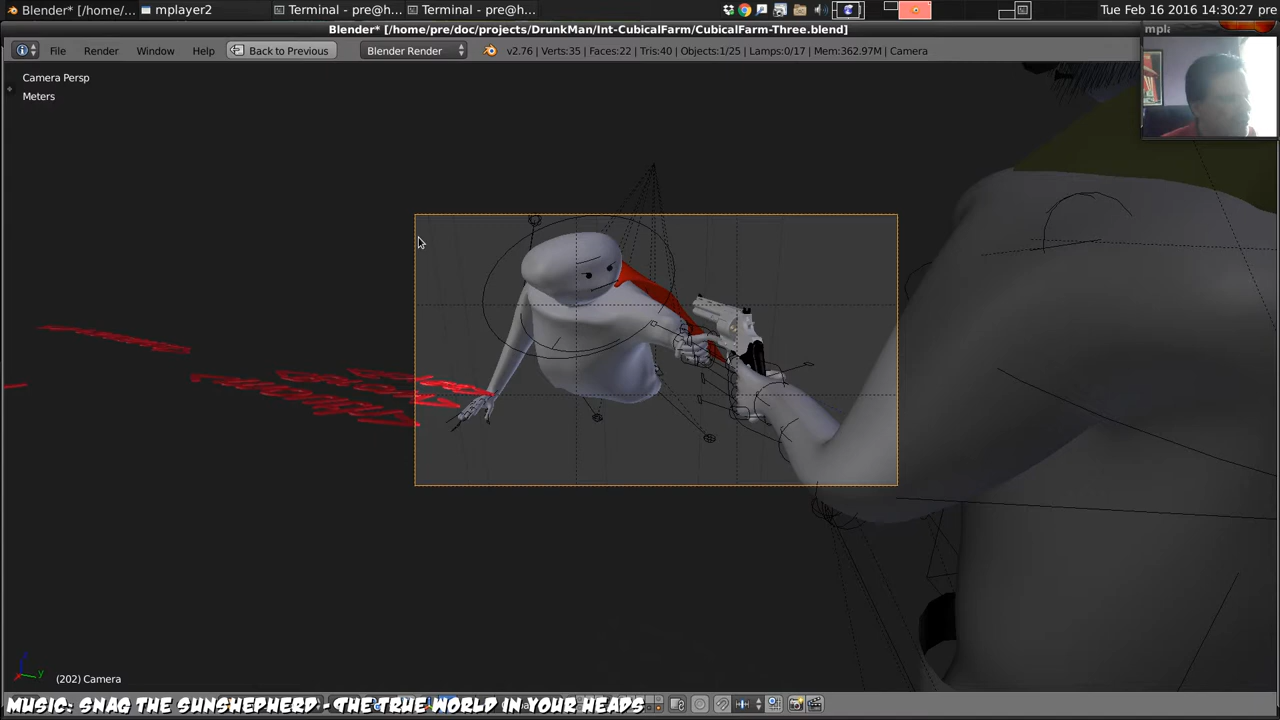 Blender* [/home/... mplayer2 Terminal - pre@h... Terminal - pre@h... Tue Feb 16 2016 14:30:27 pre
Blender* [/home/pre/doc/projects/DrunkMan/Int-CubicalFarm/CubicalFarm-Three.blend]
mpla
File Render Window Help Back to Previous Blender Render v2.76 | Verts:35 | Faces:22 | Tris:40 | Objects:1/25 | Lamps:0/17 | Mem:362.97M | Camera
Camera Persp
Meters
(202) Camera
MUSIC: SNAG THE SUNSHEPHERD - THE TRUE WORLD IN YOUR HEADS